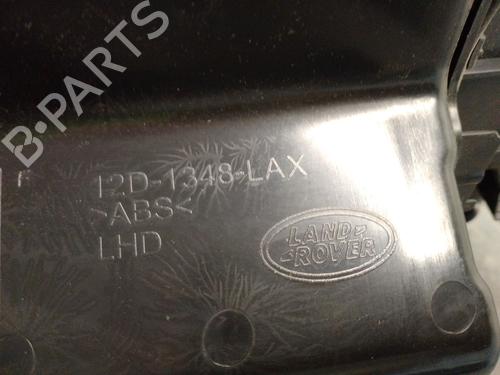 B-PARTS
F
12D-1348-LAX
>ABS<
LHD
LAND-
-ROVER